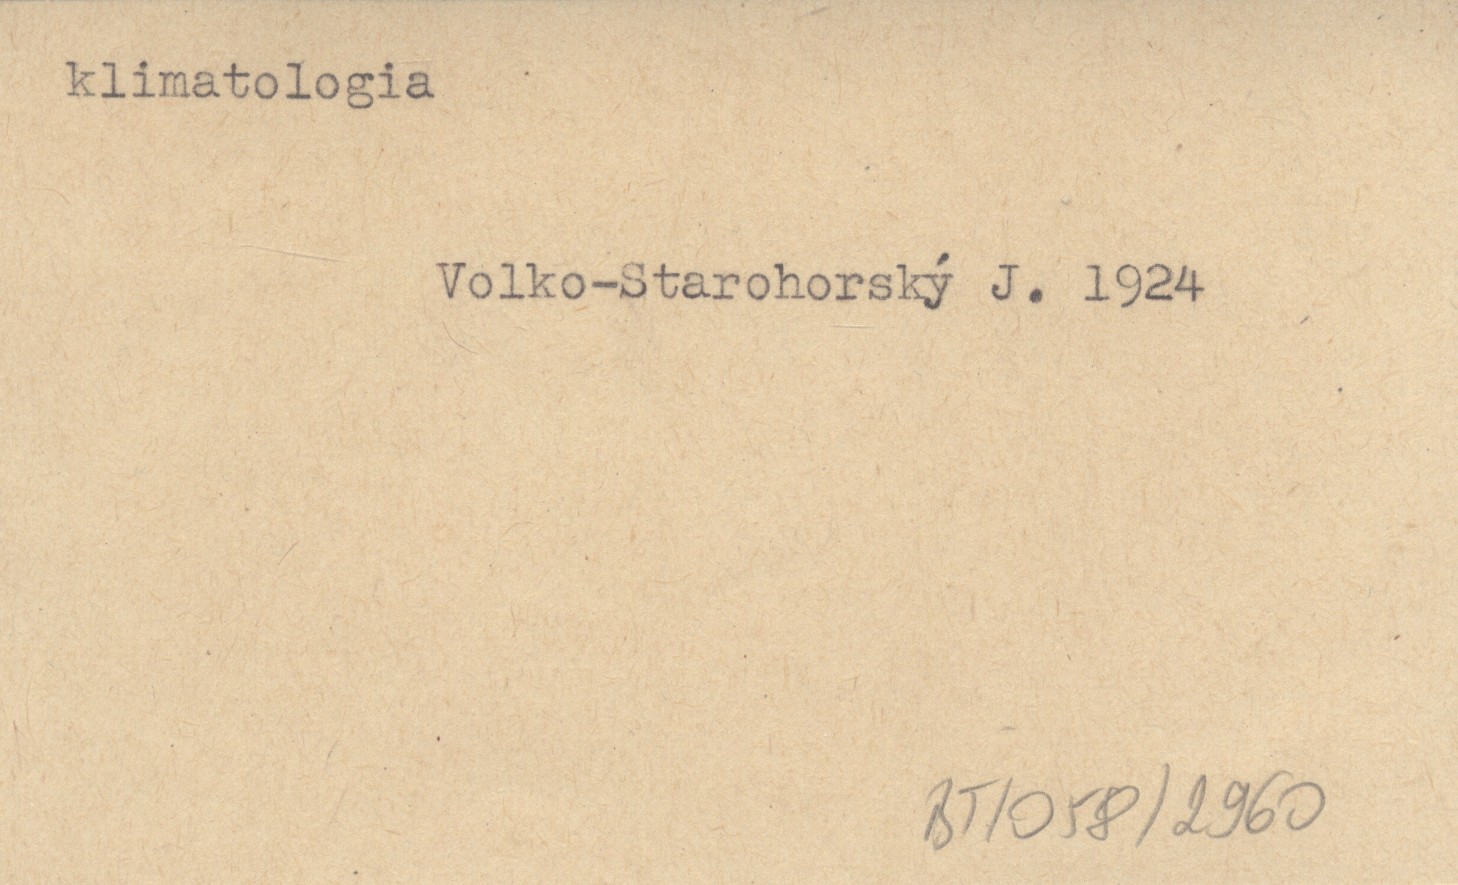 klimatologia
Volko-Starohorský J. 1924
BT/058/2960